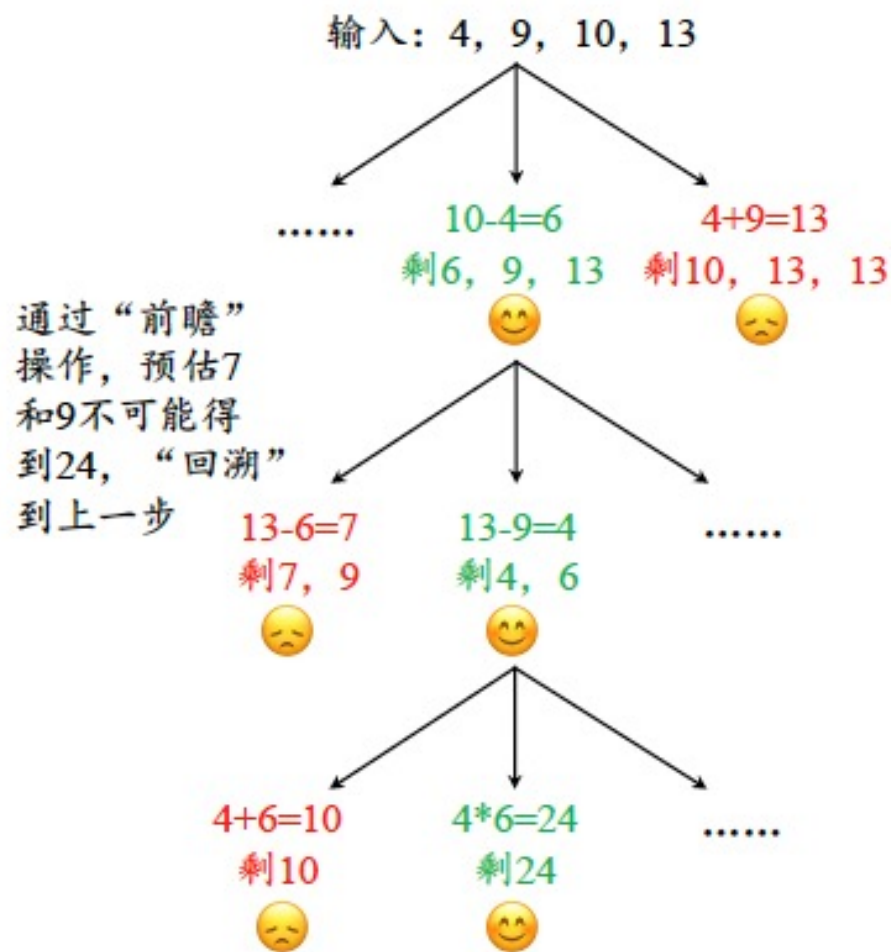 输入：4，9，10，13
…… 10-4=6 4+9=13
剩6，9，13 剩10，13，13
通过“前瞻”
操作，预估7
和9不可能得
到24，“回溯”
到上一步
13-6=7 13-9=4 ……
剩7，9 剩4，6
4+6=10 4*6=24 ……
剩10 剩24